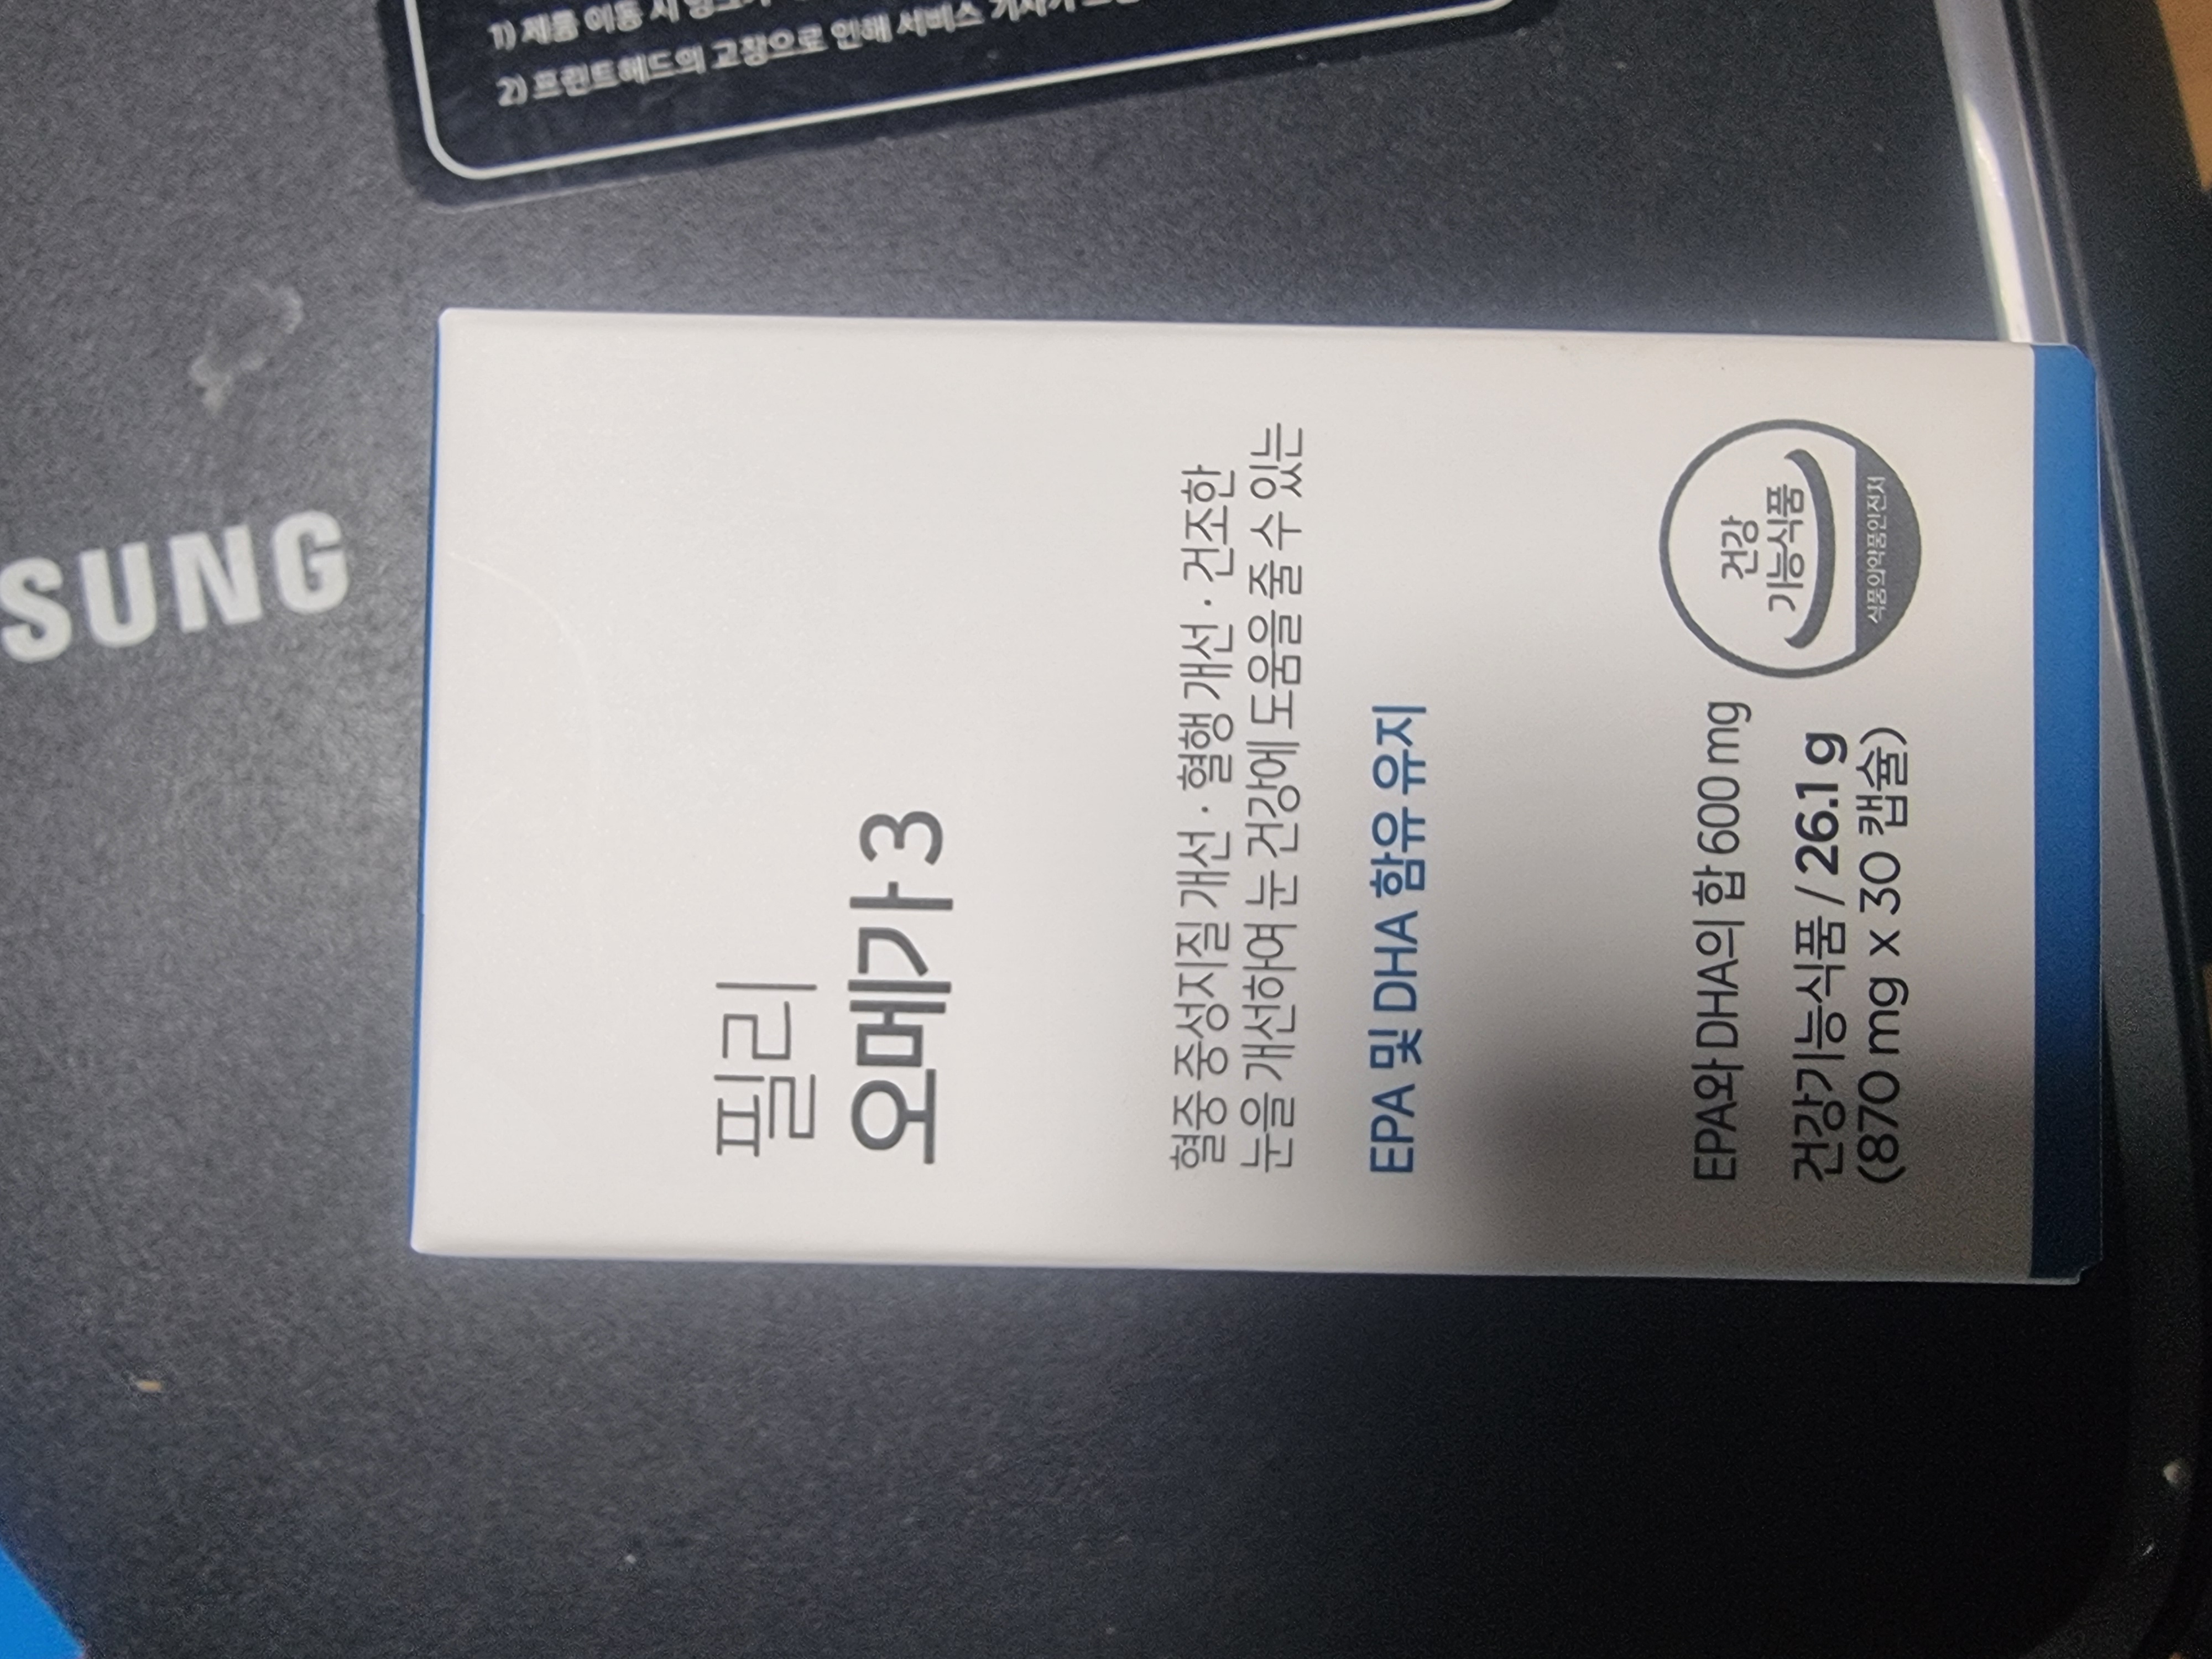 1) 제품 이동 시
2) 프린트헤드의 고장으로 인해 서비스 기사가
SUNG
필리
오메가 3
혈중 중성지질 개선 · 혈행 개선 · 건조한
눈을 개선하여 눈 건강에 도움을 줄 수 있는
EPA 및 DHA 함유 유지
EPA와 DHA의 합 600 mg
건강기능식품 / 26.1 g
(870 mg x 30 캡슐)
건강
기능식품
식품의약품안전처